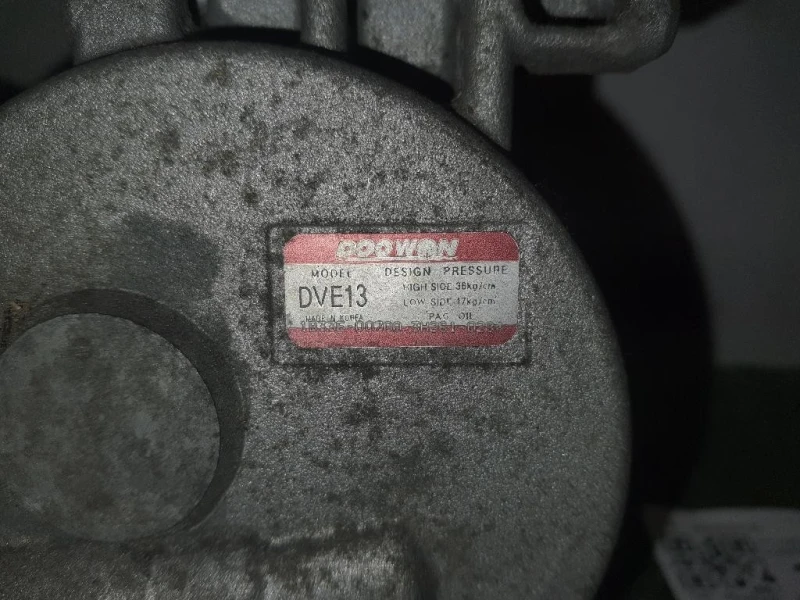 DOOWON
MODEL DESIGN PRESSURE
DVE13 HIGH SIDE 36kg/cm
LOW SIDE 17kg/cm
MADE IN KOREA PAG OIL